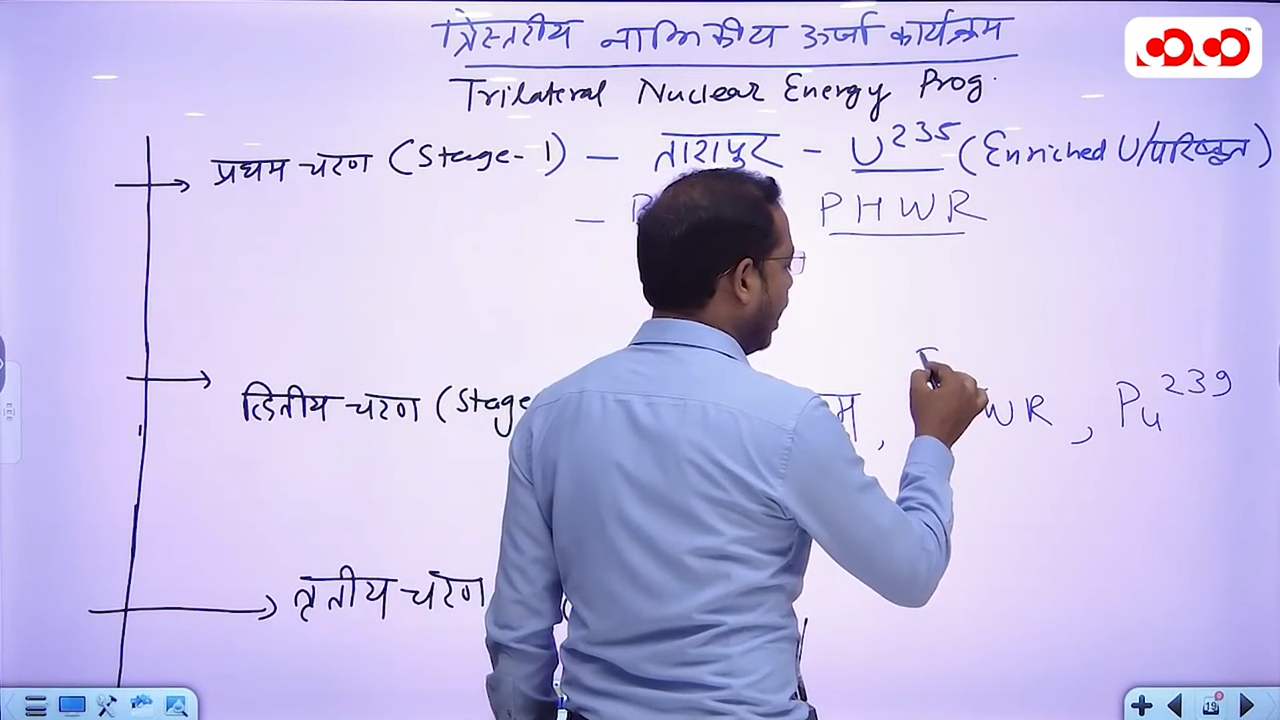 त्रिस्तरीय नाभिकीय ऊर्जा कार्यक्रम
Trilateral Nuclear Energy Prog.
प्रथम चरण (Stage-1) – तारापुर – U235 (Enriched U/परिष्कृत)
– PHWR
द्वितीय चरण (Stage , WR , Pu239
तृतीय चरण
19